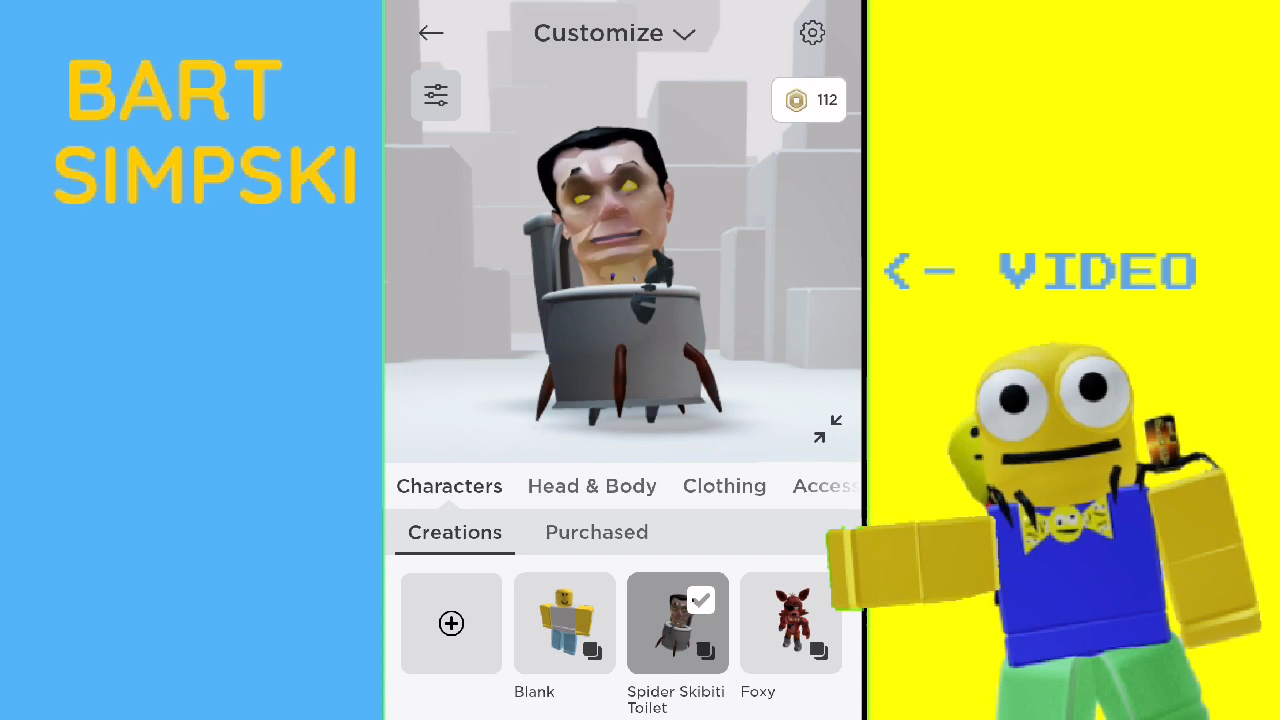 BART
SIMPSKI
Customize
112
<- VIDEO
Characters Head & Body Clothing Access
Creations Purchased
Blank
Spider Skibiti
Toilet
Foxy